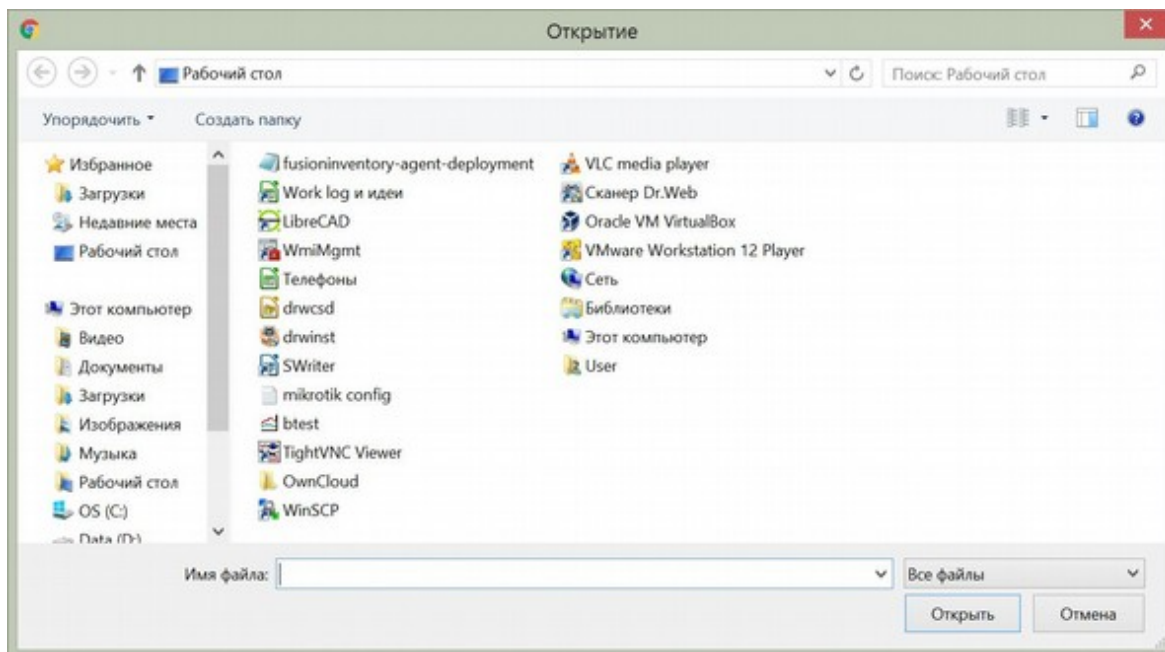 Открытие
Рабочий стол
Поиск: Рабочий стол
Упорядочить
Создать папку
Избранное
Загрузки
Недавние места
Рабочий стол
Этот компьютер
Видео
Документы
Загрузки
Изображения
Музыка
Рабочий стол
OS (C:)
Data (D:)
fusioninventory-agent-deployment
Work log и идеи
LibreCAD
WmiMgmt
Телефоны
drwcsd
drwinst
SWriter
mikrotik config
btest
TightVNC Viewer
OwnCloud
WinSCP
VLC media player
Сканер Dr.Web
Oracle VM VirtualBox
VMware Workstation 12 Player
Сеть
Библиотеки
Этот компьютер
User
Имя файла:
Все файлы
Открыть
Отмена